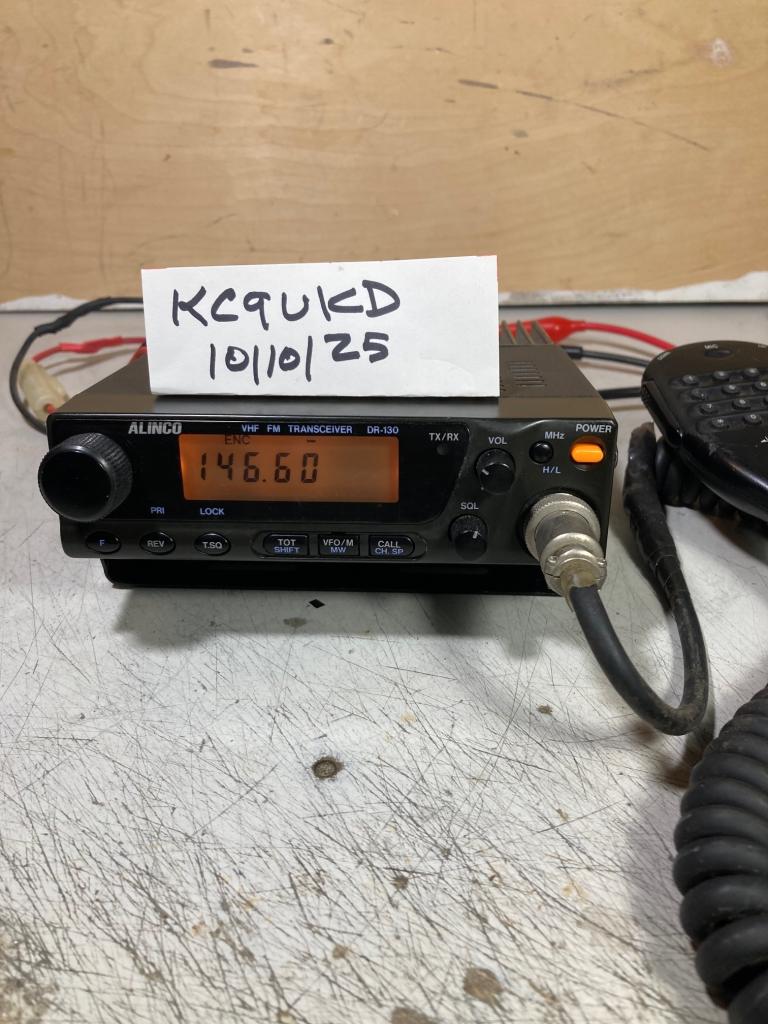 KC9UKD
10/10/25
ALINCO VHF FM TRANSCEIVER DR-130
TX/RX VOL MHz POWER
ENC
146.60
H/L
SQL
PRI LOCK
F REV T.SQ TOT VFO/M CALL
SHIFT MW CH. SP
MIC